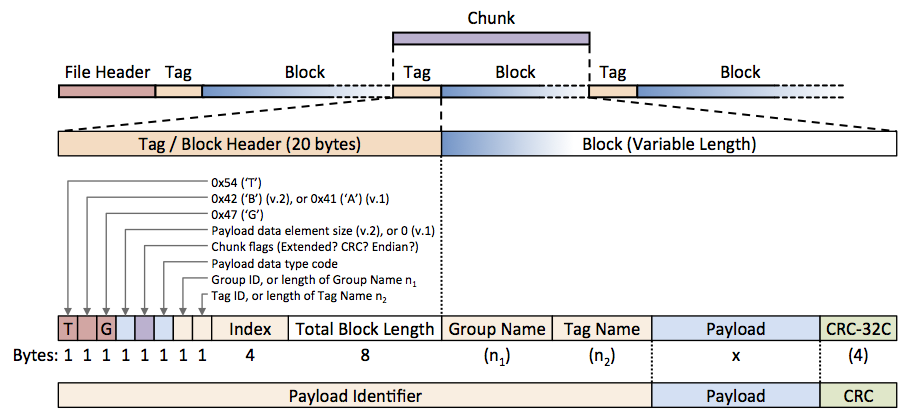 Chunk
File Header Tag Block Tag Block Tag Block
Tag / Block Header (20 bytes) Block (Variable Length)
0x54 (‘T’)
0x42 (‘B’) (v.2), or 0x41 (‘A’) (v.1)
0x47 (‘G’)
Payload data element size (v.2), or 0 (v.1)
Chunk flags (Extended? CRC? Endian?)
Payload data type code
Group ID, or length of Group Name n₁
Tag ID, or length of Tag Name n₂
T G Index Total Block Length Group Name Tag Name Payload CRC-32C
Bytes: 1 1 1 1 1 1 1 1 4 8 (n₁) (n₂) x (4)
Payload Identifier Payload CRC